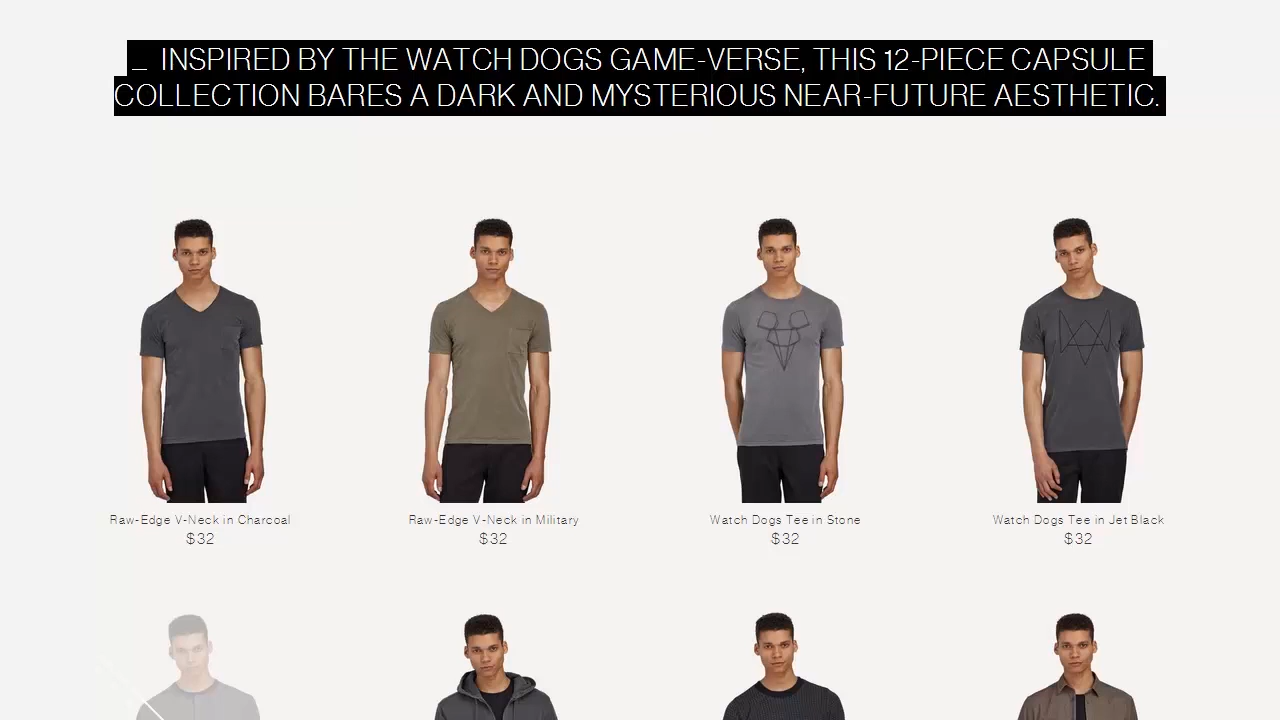 _ INSPIRED BY THE WATCH DOGS GAME-VERSE, THIS 12-PIECE CAPSULE
COLLECTION BARES A DARK AND MYSTERIOUS NEAR-FUTURE AESTHETIC.
Raw-Edge V-Neck in Charcoal
$32
Raw-Edge V-Neck in Military
$32
Watch Dogs Tee in Stone
$32
Watch Dogs Tee in Jet Black
$32